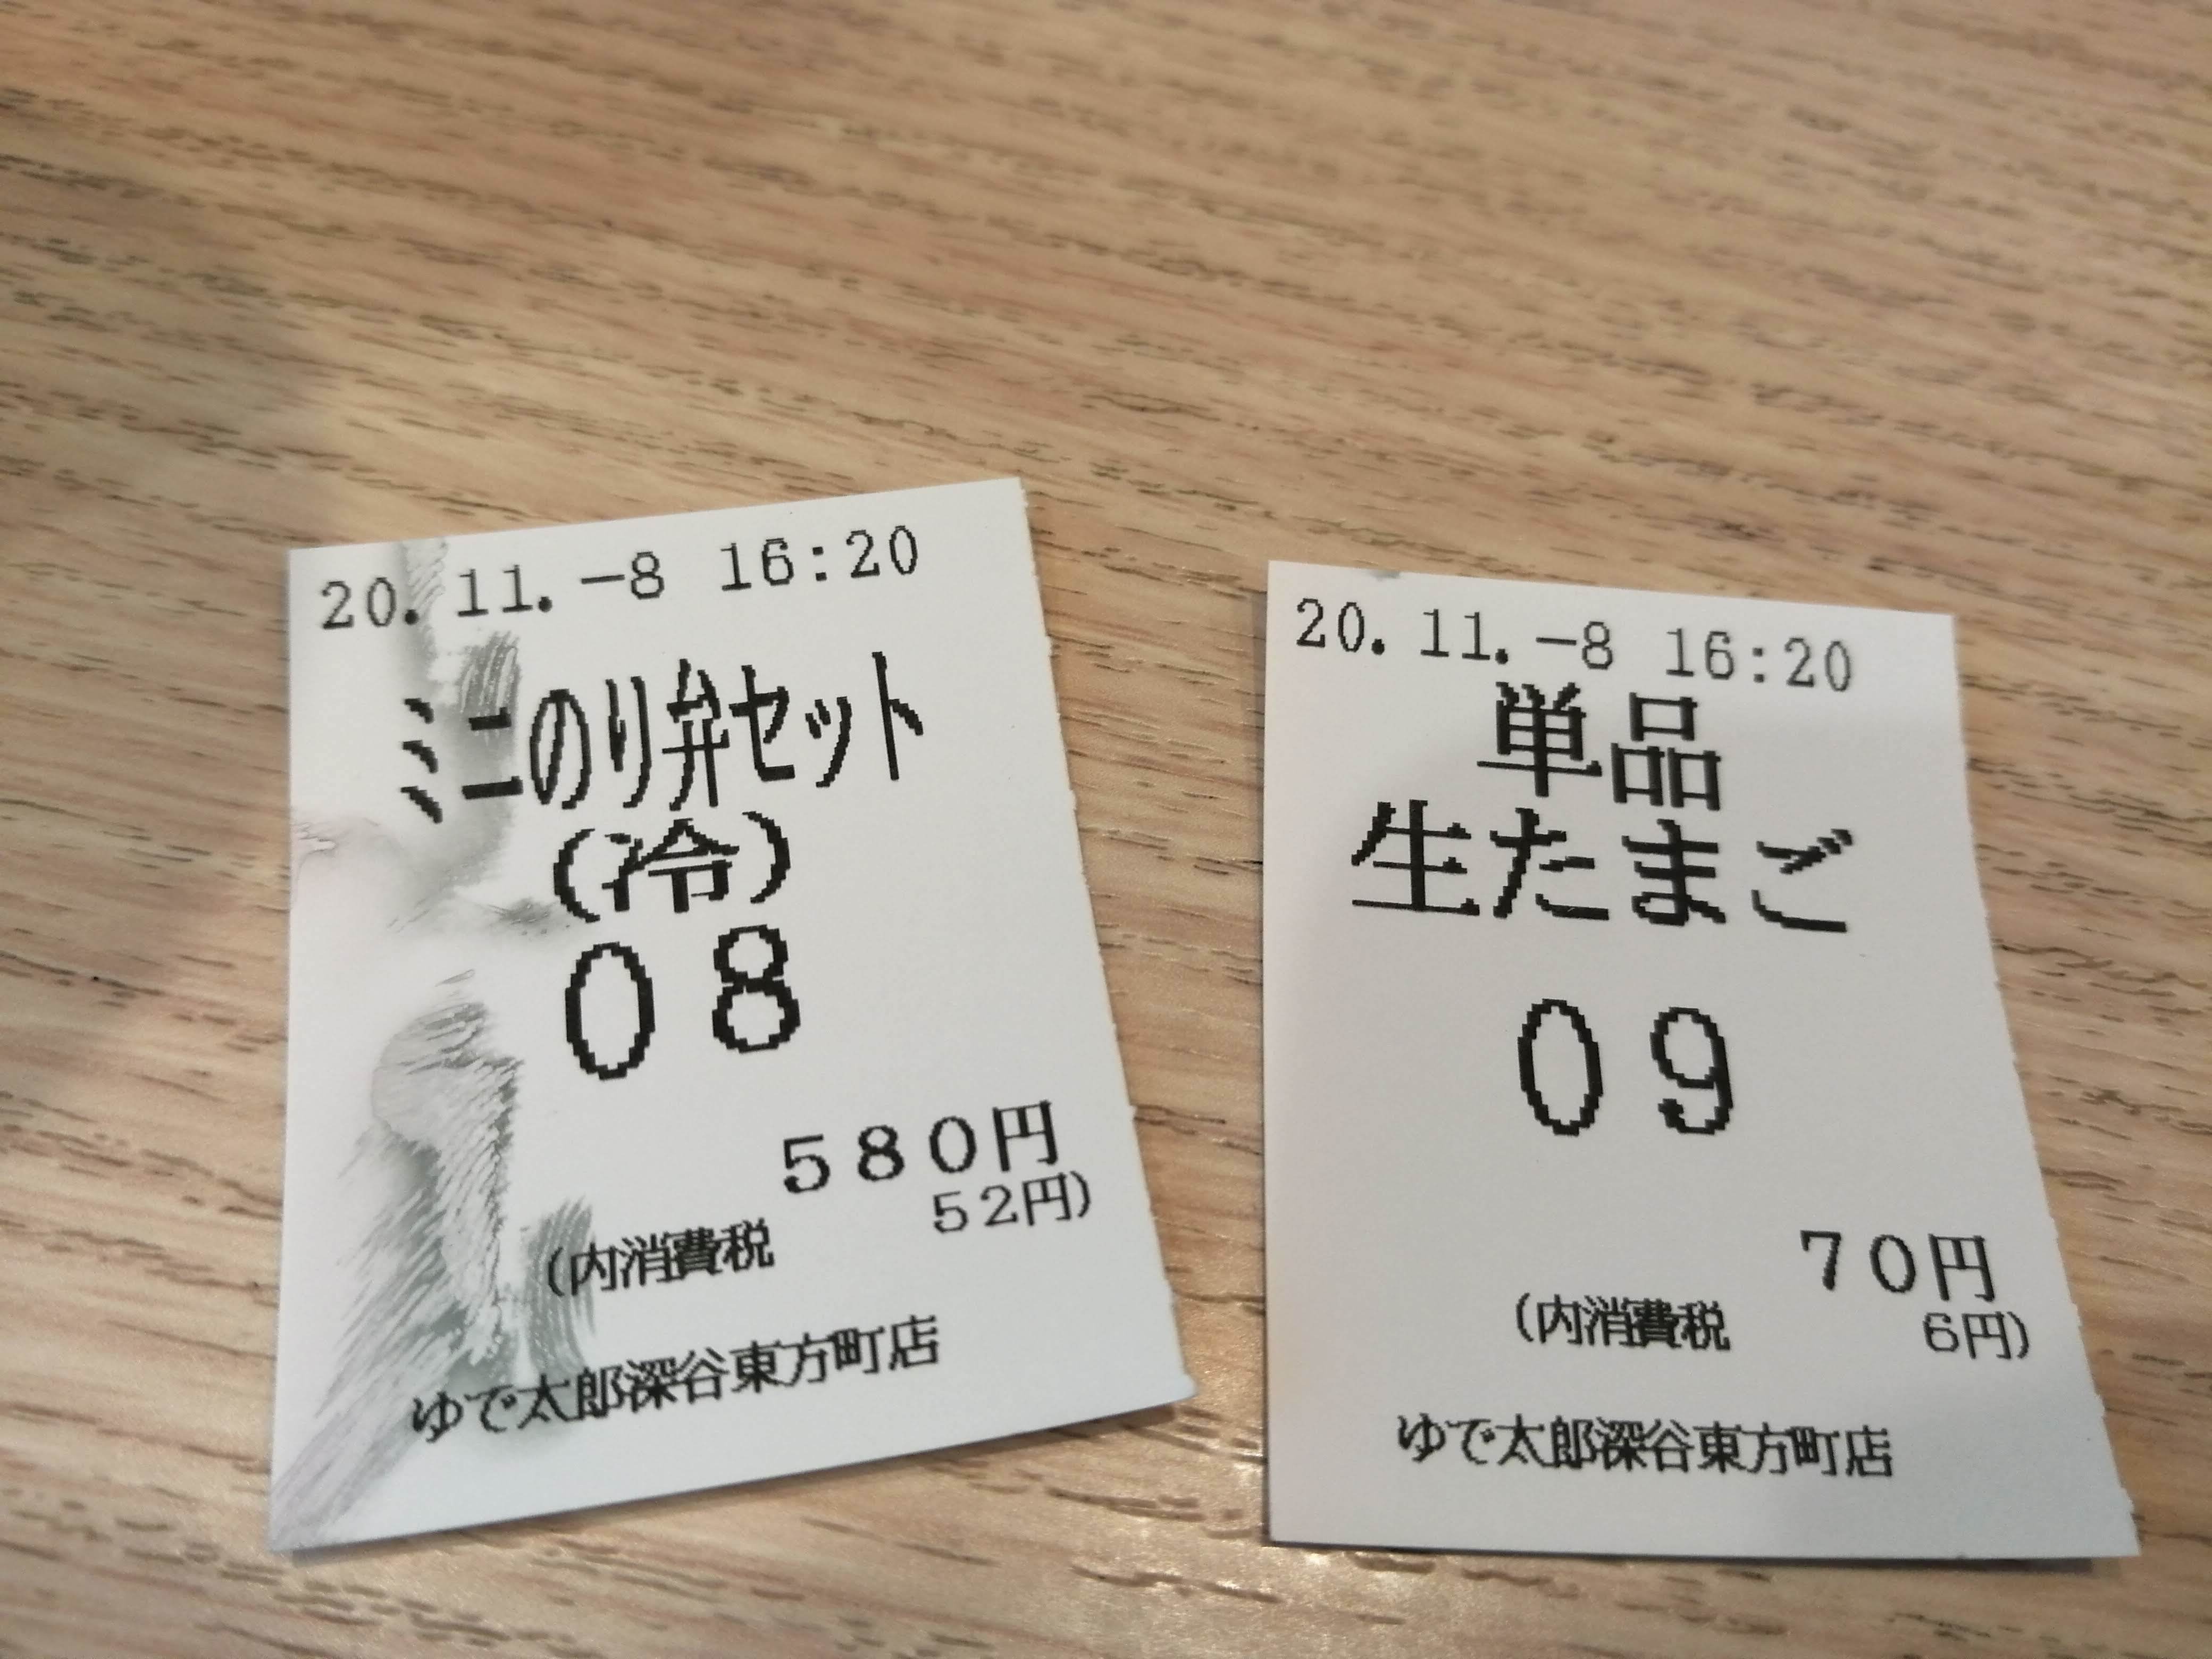 20.11.-8 16:20
ミニのり弁セット
(冷)
08
580円
(内消費税 52円)
ゆで太郎深谷東方町店
20.11.-8 16:20
単品
生たまご
09
70円
(内消費税 6円)
ゆで太郎深谷東方町店